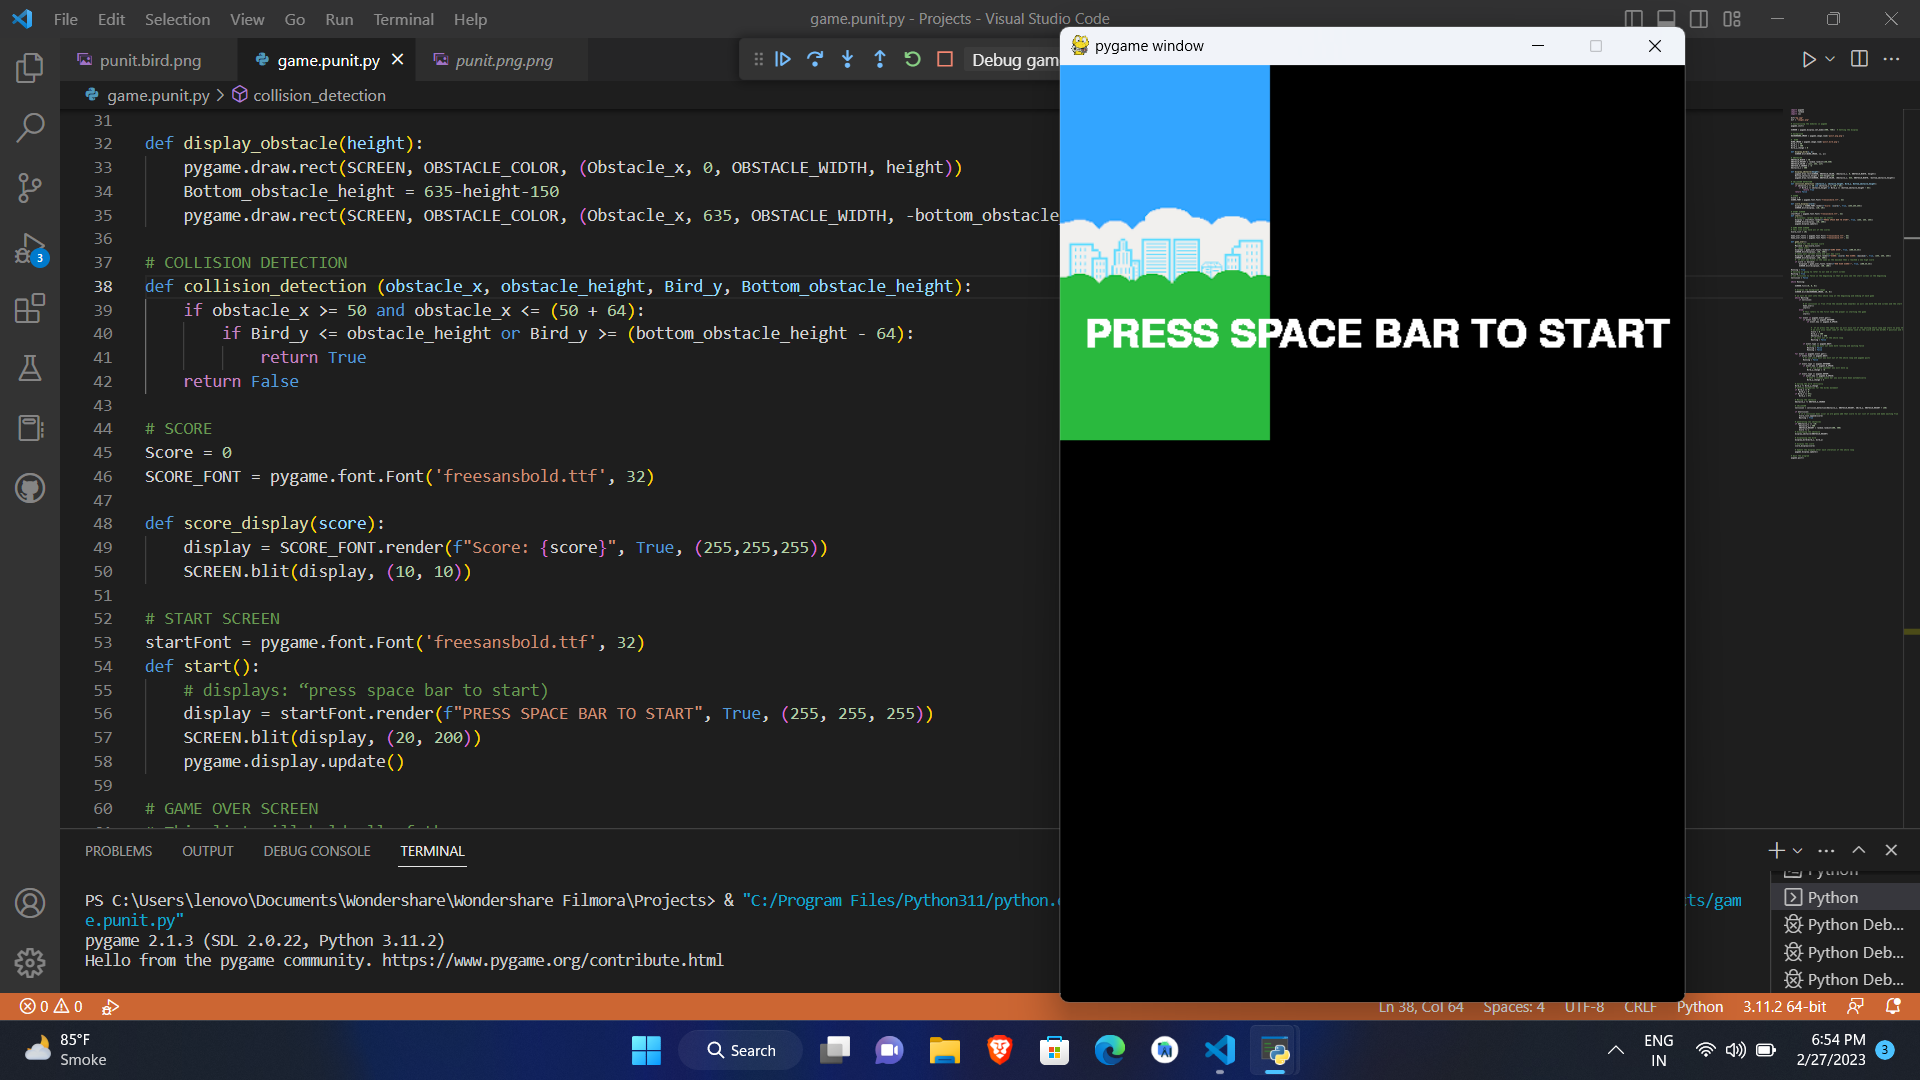 File Edit Selection View Go Run Terminal Help
game.punit.py - Projects - Visual Studio Code
punit.bird.png game.punit.py punit.png.png
Debug gam
game.punit.py > collision_detection
31
32 def display_obstacle(height):
33 pygame.draw.rect(SCREEN, OBSTACLE_COLOR, (Obstacle_x, 0, OBSTACLE_WIDTH, height))
34 Bottom_obstacle_height = 635-height-150
35 pygame.draw.rect(SCREEN, OBSTACLE_COLOR, (Obstacle_x, 635, OBSTACLE_WIDTH, -bottom_obstacle
36
37 # COLLISION DETECTION
38 def collision_detection (obstacle_x, obstacle_height, Bird_y, Bottom_obstacle_height):
39 if obstacle_x >= 50 and obstacle_x <= (50 + 64):
40 if Bird_y <= obstacle_height or Bird_y >= (bottom_obstacle_height - 64):
41 return True
42 return False
43
44 # SCORE
45 Score = 0
46 SCORE_FONT = pygame.font.Font('freesansbold.ttf', 32)
47
48 def score_display(score):
49 display = SCORE_FONT.render(f"Score: {score}", True, (255,255,255))
50 SCREEN.blit(display, (10, 10))
51
52 # START SCREEN
53 startFont = pygame.font.Font('freesansbold.ttf', 32)
54 def start():
55 # displays: “press space bar to start)
56 display = startFont.render(f"PRESS SPACE BAR TO START", True, (255, 255, 255))
57 SCREEN.blit(display, (20, 200))
58 pygame.display.update()
59
60 # GAME OVER SCREEN
pygame window
PRESS SPACE BAR TO START
PROBLEMS OUTPUT DEBUG CONSOLE TERMINAL
PS C:\Users\lenovo\Documents\Wondershare\Wondershare Filmora\Projects> & "C:/Program Files/Python311/python.e
ts/gam
e.punit.py"
pygame 2.1.3 (SDL 2.0.22, Python 3.11.2)
Hello from the pygame community. https://www.pygame.org/contribute.html
Python
Python
Python Deb...
Python Deb...
Python Deb...
3
0 0
Ln 38, Col 64 Spaces: 4 UTF-8 CRLF Python 3.11.2 64-bit
85°F
Smoke
Search
ENG
IN
6:54 PM
2/27/2023
3